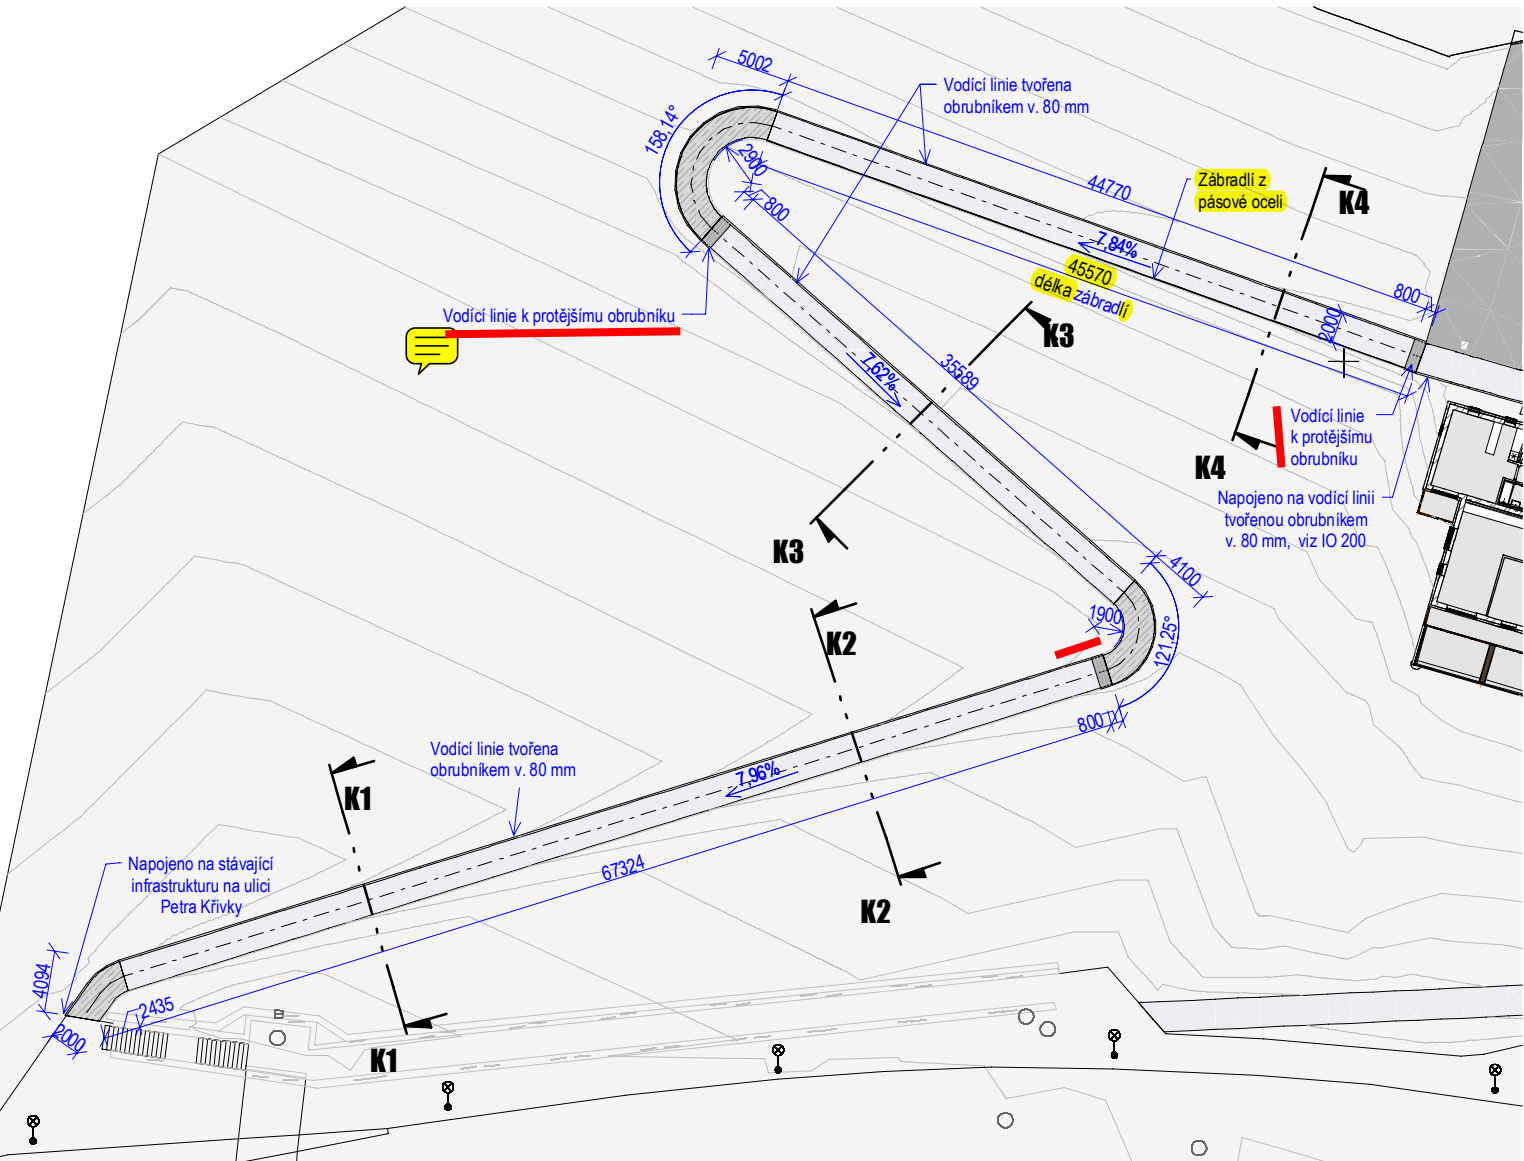 5002
Vodící linie tvořena
obrubníkem v. 80 mm
158,14°
2900
800
44770
Zábradlí z
pásové oceli
K4
7,84%
45570
délka zábradlí
800
2000
Vodící linie k protějšímu obrubníku
K3
7,62%
35589
Vodící linie
k protějšímu
obrubníku
K4
Napojeno na vodící linii
tvořenou obrubníkem
v. 80 mm, viz IO 200
K3
4100
1900
121,25°
K2
800
Vodící linie tvořena
obrubníkem v. 80 mm
7,96%
K1
67324
Napojeno na stávající
infrastrukturu na ulici
Petra Křivky
K2
4094
2435
2000
K1